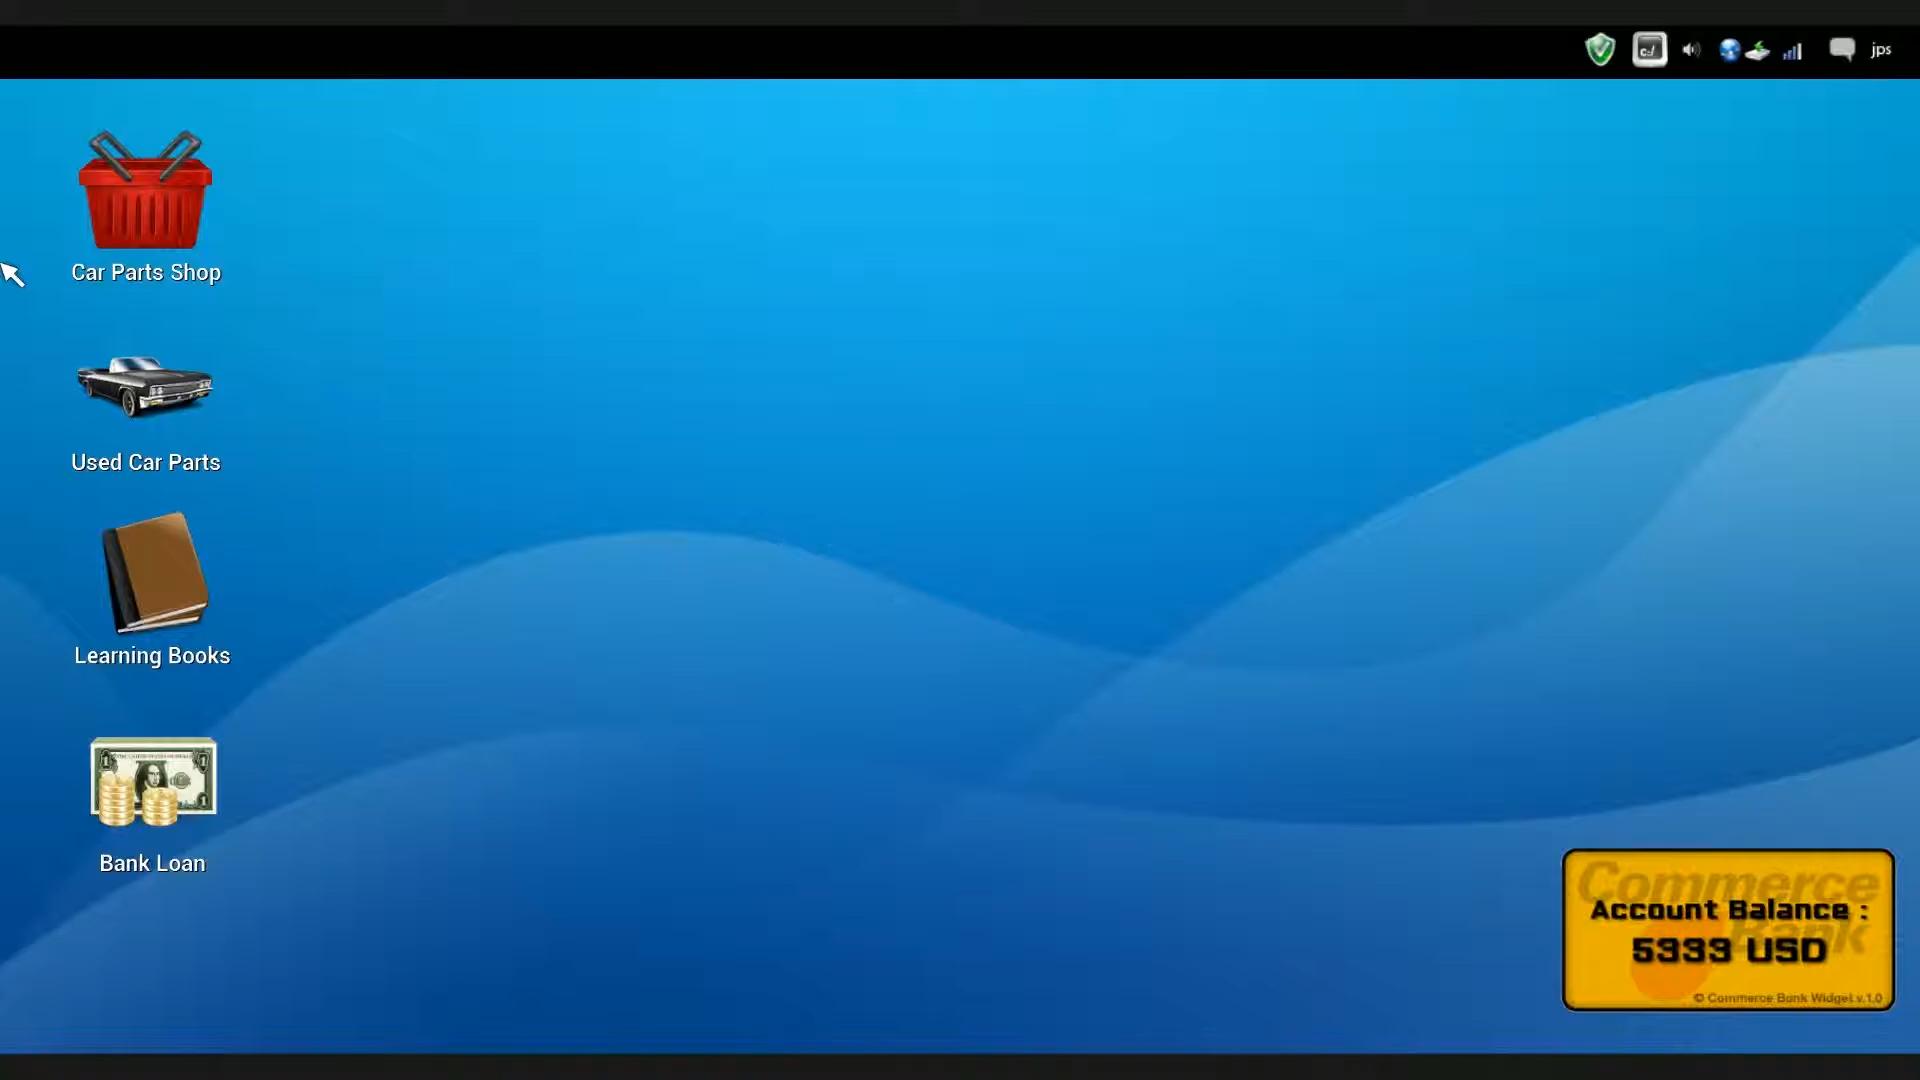 c:/
jps
Car Parts Shop
Used Car Parts
Learning Books
Bank Loan
Commerce Bank
Account Balance :
5333 USD
© Commerce Bank Widget v.1.0